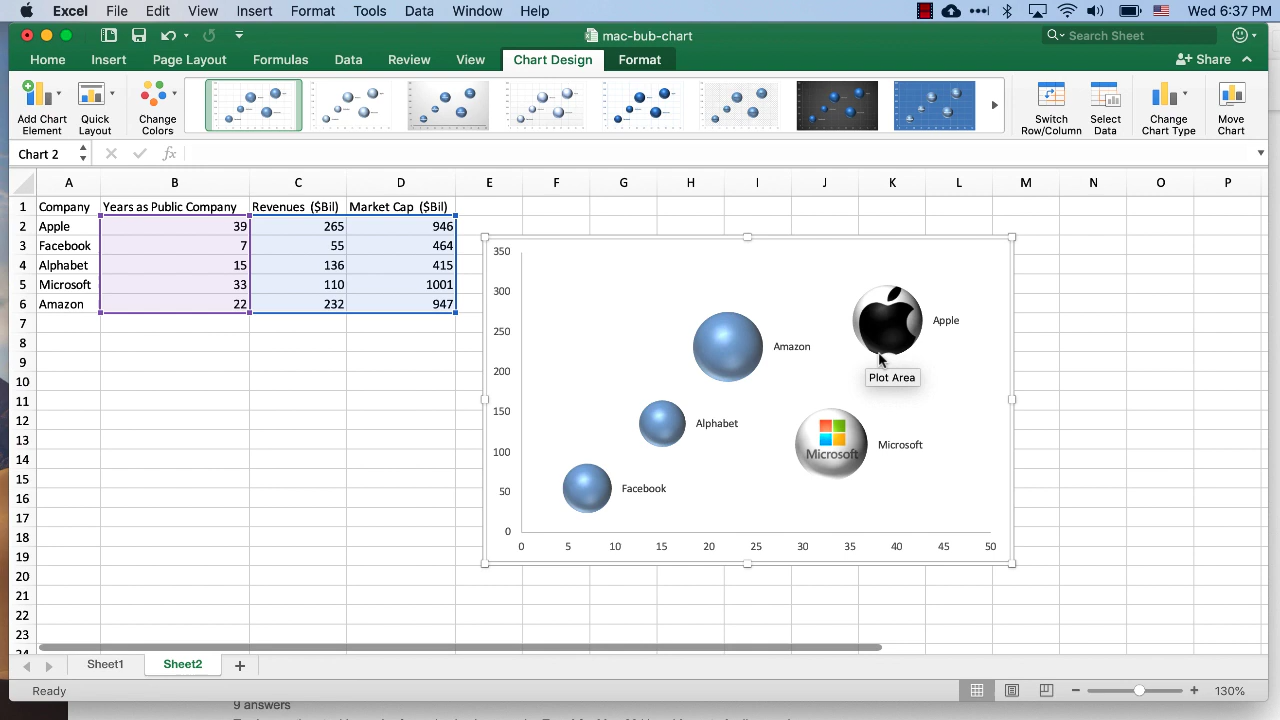 Excel File Edit View Insert Format Tools Data Window Help Wed 6:37 PM
mac-bub-chart
Search Sheet
Home Insert Page Layout Formulas Data Review View Chart Design Format Share
Add Chart Element Quick Layout Change Colors Switch Row/Column Select Data Change Chart Type Move Chart
Chart 2 fx
A B C D E F G H I J K L M N O P
1 Company Years as Public Company Revenues ($Bil) Market Cap ($Bil)
2 Apple 39 265 946
3 Facebook 7 55 464
4 Alphabet 15 136 415
5 Microsoft 33 110 1001
6 Amazon 22 232 947
7
8
9
10
11
12
13
14
15
16
17
18
19
20
21
22
23
24
350
300
250
200
150
100
50
0
0 5 10 15 20 25 30 35 40 45 50
Apple
Amazon
Plot Area
Alphabet
Microsoft
Microsoft
Facebook
Sheet1 Sheet2
Ready 130%
9 answers